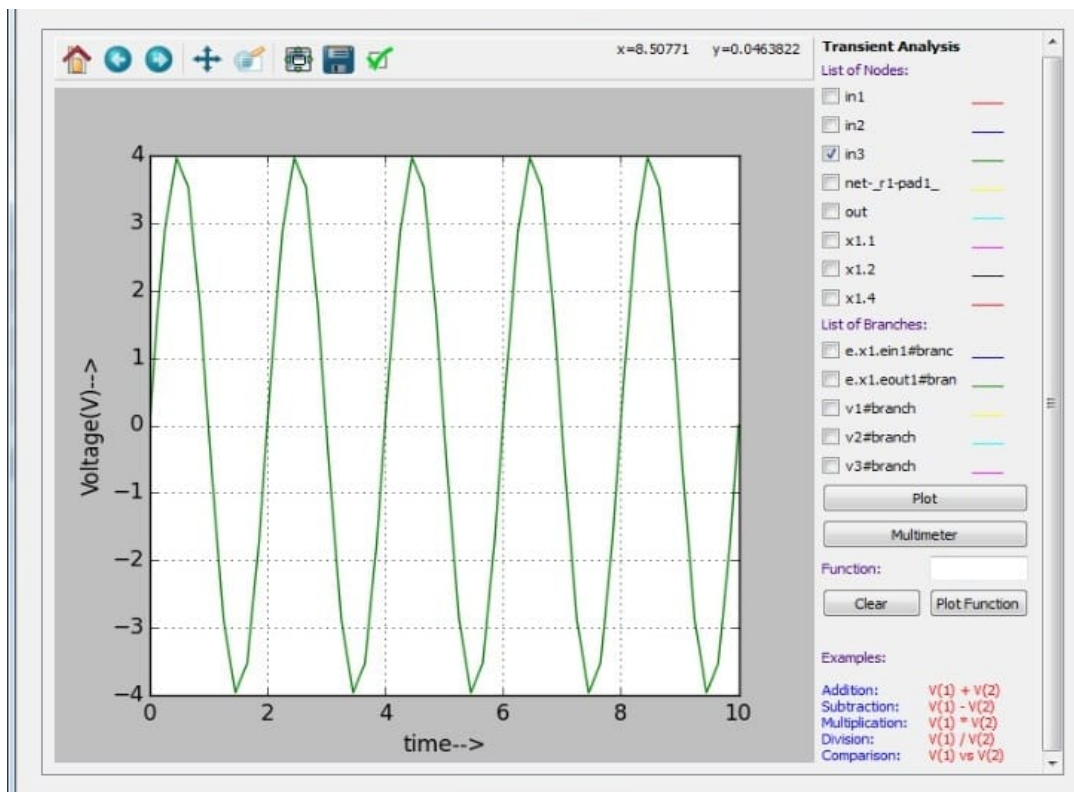 x=8.50771 y=0.0463822
4
3
2
1
0
−1
−2
−3
−4
Voltage(V)-->
0 2 4 6 8 10
time-->
Transient Analysis
List of Nodes:
in1
in2
in3
net-_r1-pad1_
out
x1.1
x1.2
x1.4
List of Branches:
e.x1.ein1#branc
e.x1.eout1#bran
v1#branch
v2#branch
v3#branch
Plot
Multimeter
Function:
Clear Plot Function
Examples:
Addition: V(1) + V(2)
Subtraction: V(1) - V(2)
Multiplication: V(1) * V(2)
Division: V(1) / V(2)
Comparison: V(1) vs V(2)